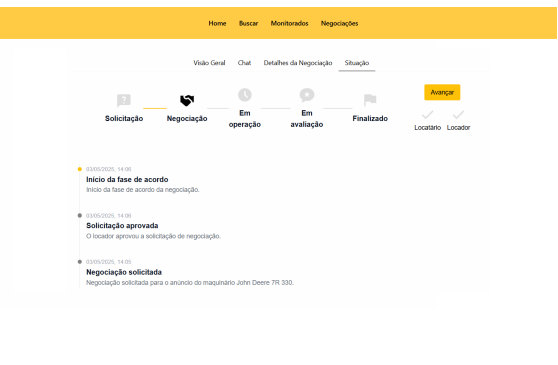 Home Buscar Monitorados Negociações
Visão Geral Chat Detalhes da Negociação Situação
Avançar
Solicitação Negociação Em operação Em avaliação Finalizado
Locatário Locador
03/05/2025, 14:06
Início da fase de acordo
Início da fase de acordo da negociação.
03/05/2025, 14:06
Solicitação aprovada
O locador aprovou a solicitação de negociação.
03/05/2025, 14:05
Negociação solicitada
Negociação solicitada para o anúncio do maquinário John Deere 7R 330.